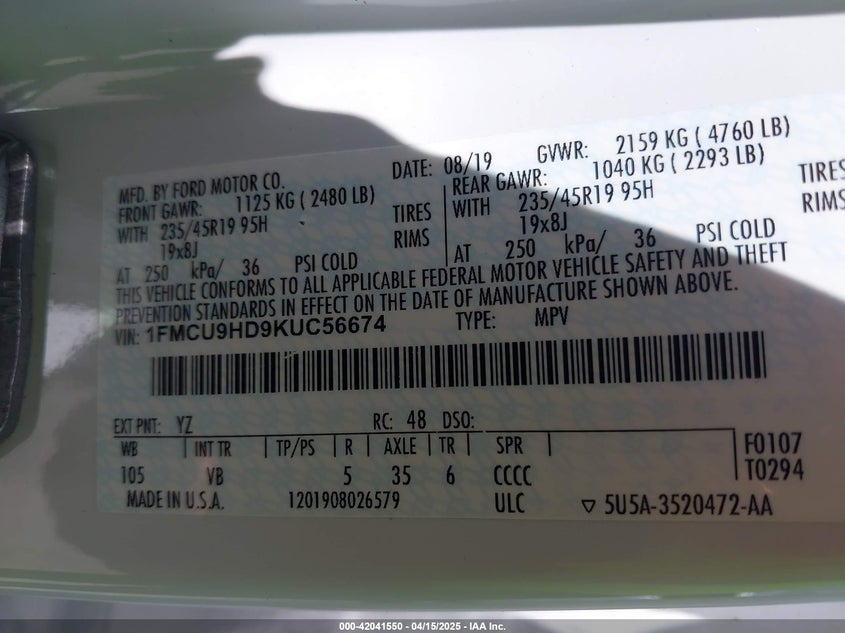 MFD. BY FORD MOTOR CO. DATE: 08/19 GVWR: 2159 KG ( 4760 LB)
FRONT GAWR: 1125 KG ( 2480 LB) REAR GAWR: 1040 KG ( 2293 LB)
WITH 235/45R19 95H TIRES WITH 235/45R19 95H TIRES
19x8J RIMS 19x8J RIMS
AT 250 kPa/ 36 PSI COLD AT 250 kPa/ 36 PSI COLD
THIS VEHICLE CONFORMS TO ALL APPLICABLE FEDERAL MOTOR VEHICLE SAFETY AND THEFT
PREVENTION STANDARDS IN EFFECT ON THE DATE OF MANUFACTURE SHOWN ABOVE.
VIN: 1FMCU9HD9KUC56674 TYPE: MPV
EXT PNT: YZ RC: 48 DSO:
WB INT TR TP/PS R AXLE TR SPR F0107
105 VB 5 35 6 CCCC T0294
MADE IN U.S.A. 1201908026579 ULC ▽ 5U5A-3520472-AA
000-42041550 - 04/15/2025 - IAA Inc.